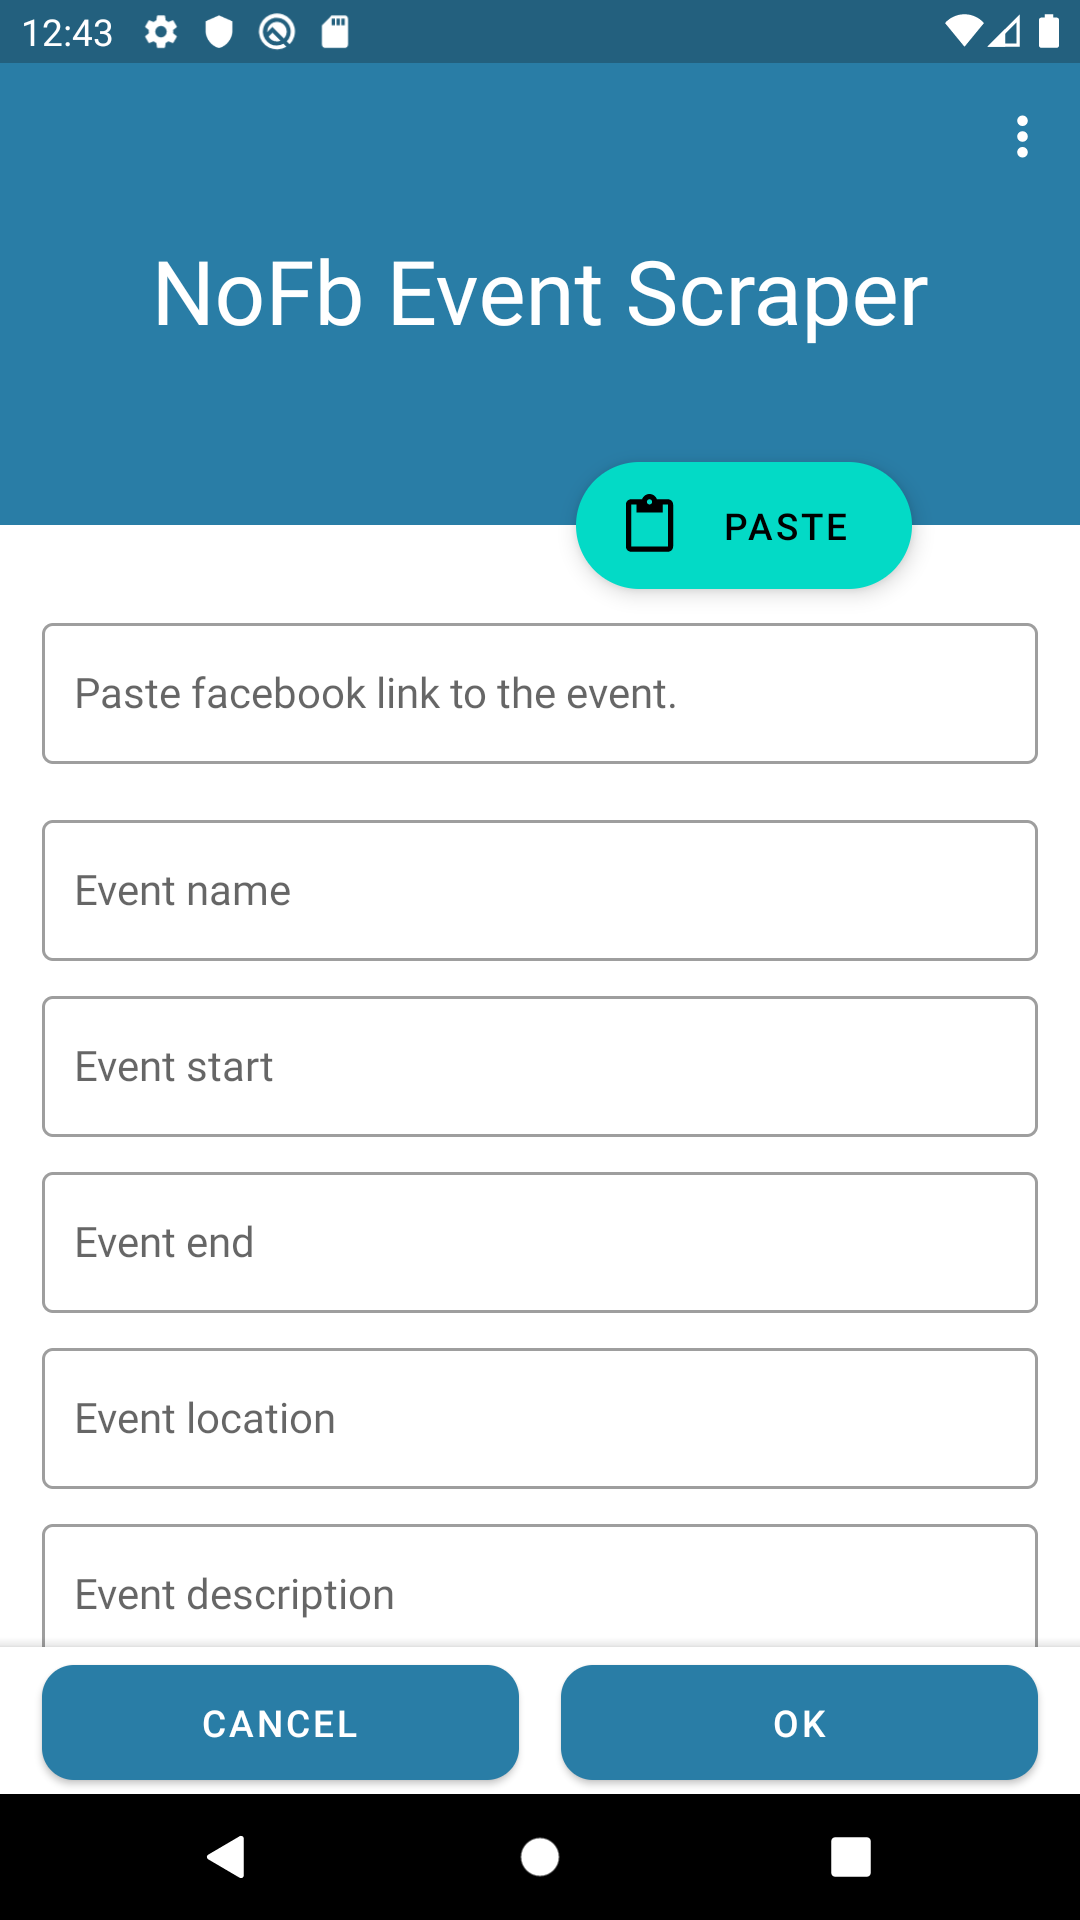 12:43
NoFb Event Scraper
PASTE
Paste facebook link to the event.
Event name
Event start
Event end
Event location
Event description
CANCEL
OK